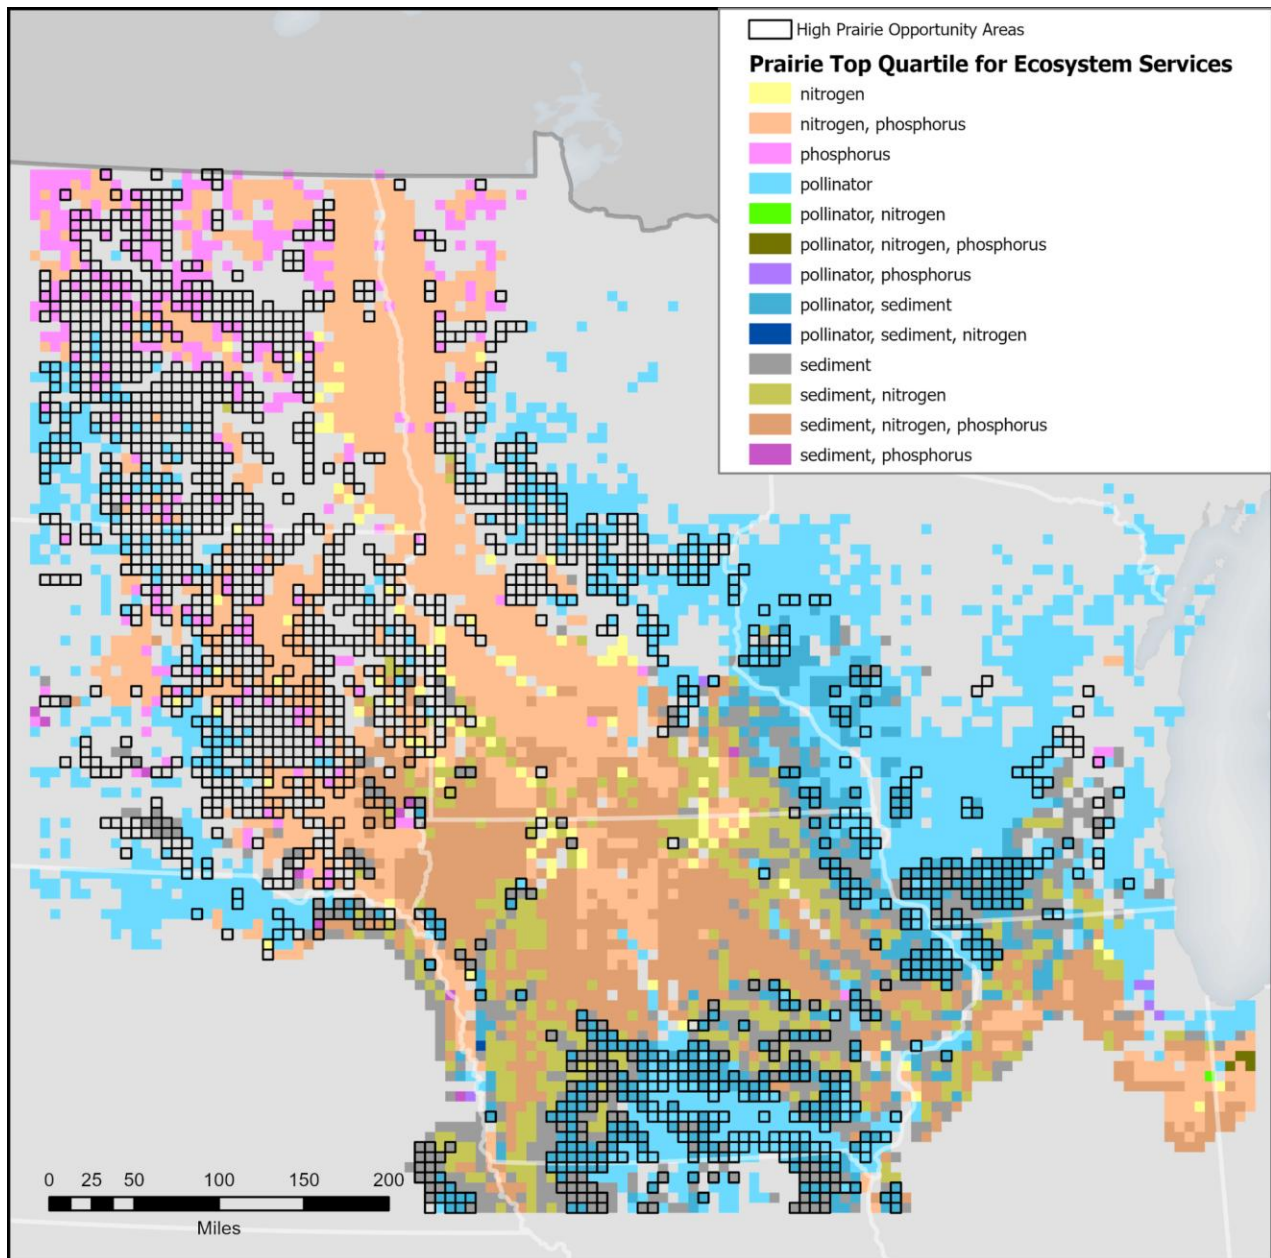 High Prairie Opportunity Areas
Prairie Top Quartile for Ecosystem Services
nitrogen
nitrogen, phosphorus
phosphorus
pollinator
pollinator, nitrogen
pollinator, nitrogen, phosphorus
pollinator, phosphorus
pollinator, sediment
pollinator, sediment, nitrogen
sediment
sediment, nitrogen
sediment, nitrogen, phosphorus
sediment, phosphorus
0 25 50 100 150 200
Miles